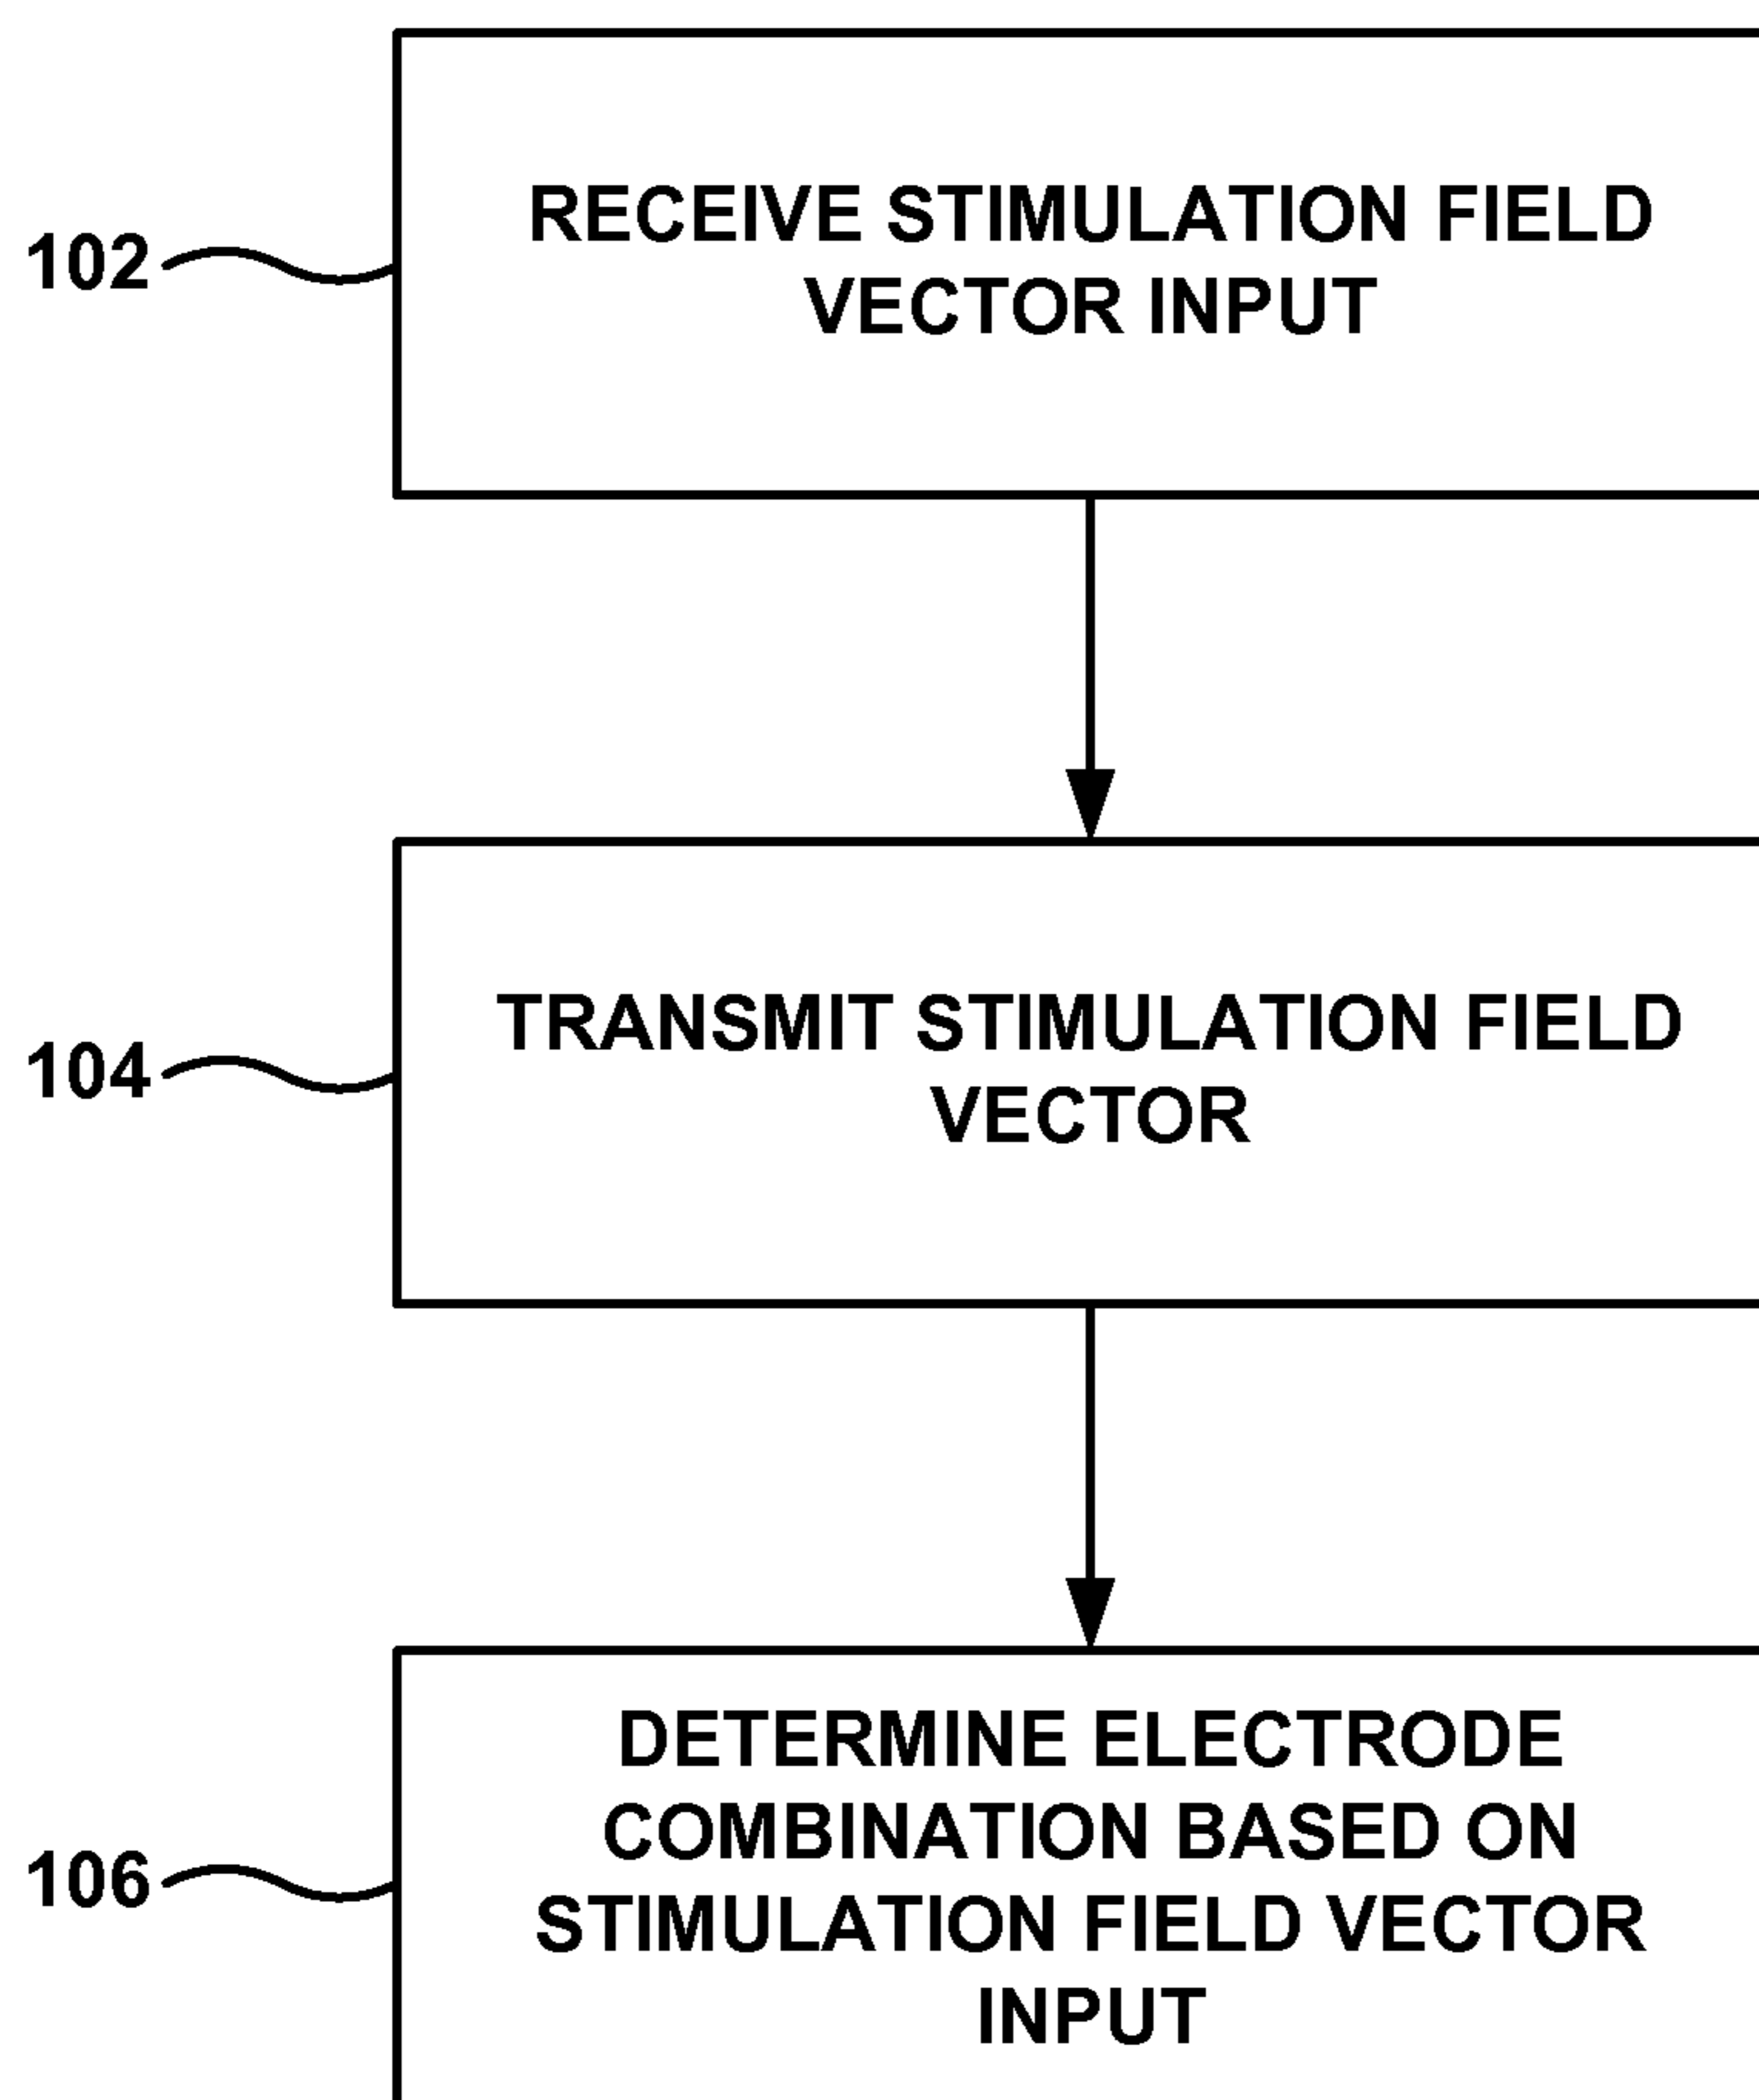 102
RECEIVE STIMULATION FIELD
VECTOR INPUT
104
TRANSMIT STIMULATION FIELD
VECTOR
106
DETERMINE ELECTRODE
COMBINATION BASED ON
STIMULATION FIELD VECTOR
INPUT